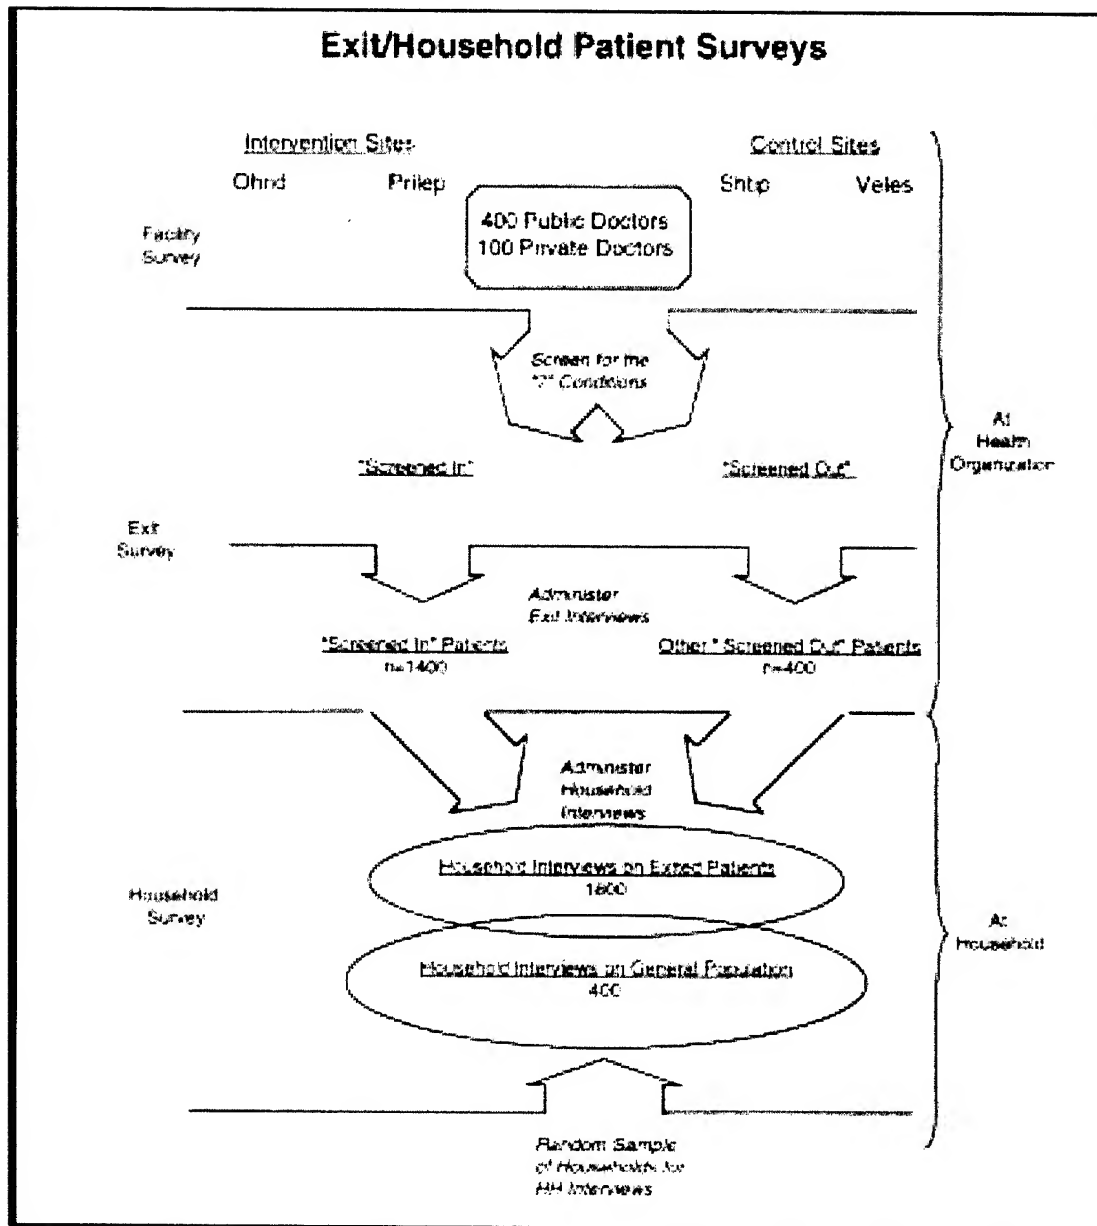 Exit/Household Patient Surveys
Intervention Sites
Control Sites
Ohrid
Prilep
Shtip
Veles
400 Public Doctors
100 Private Doctors
Facility
Survey
Screen for the
"7" Conditions
At
Health
Organization
"Screened In"
"Screened Out"
Exit
Survey
Administer
Exit Interviews
"Screened In" Patients
n=1400
Other "Screened Out" Patients
n=400
Administer
Household
Interviews
Household Interviews on Exited Patients
1800
Household
Survey
Household Interviews on General Population
400
At
Household
Random Sample
of Households for
HH Interviews